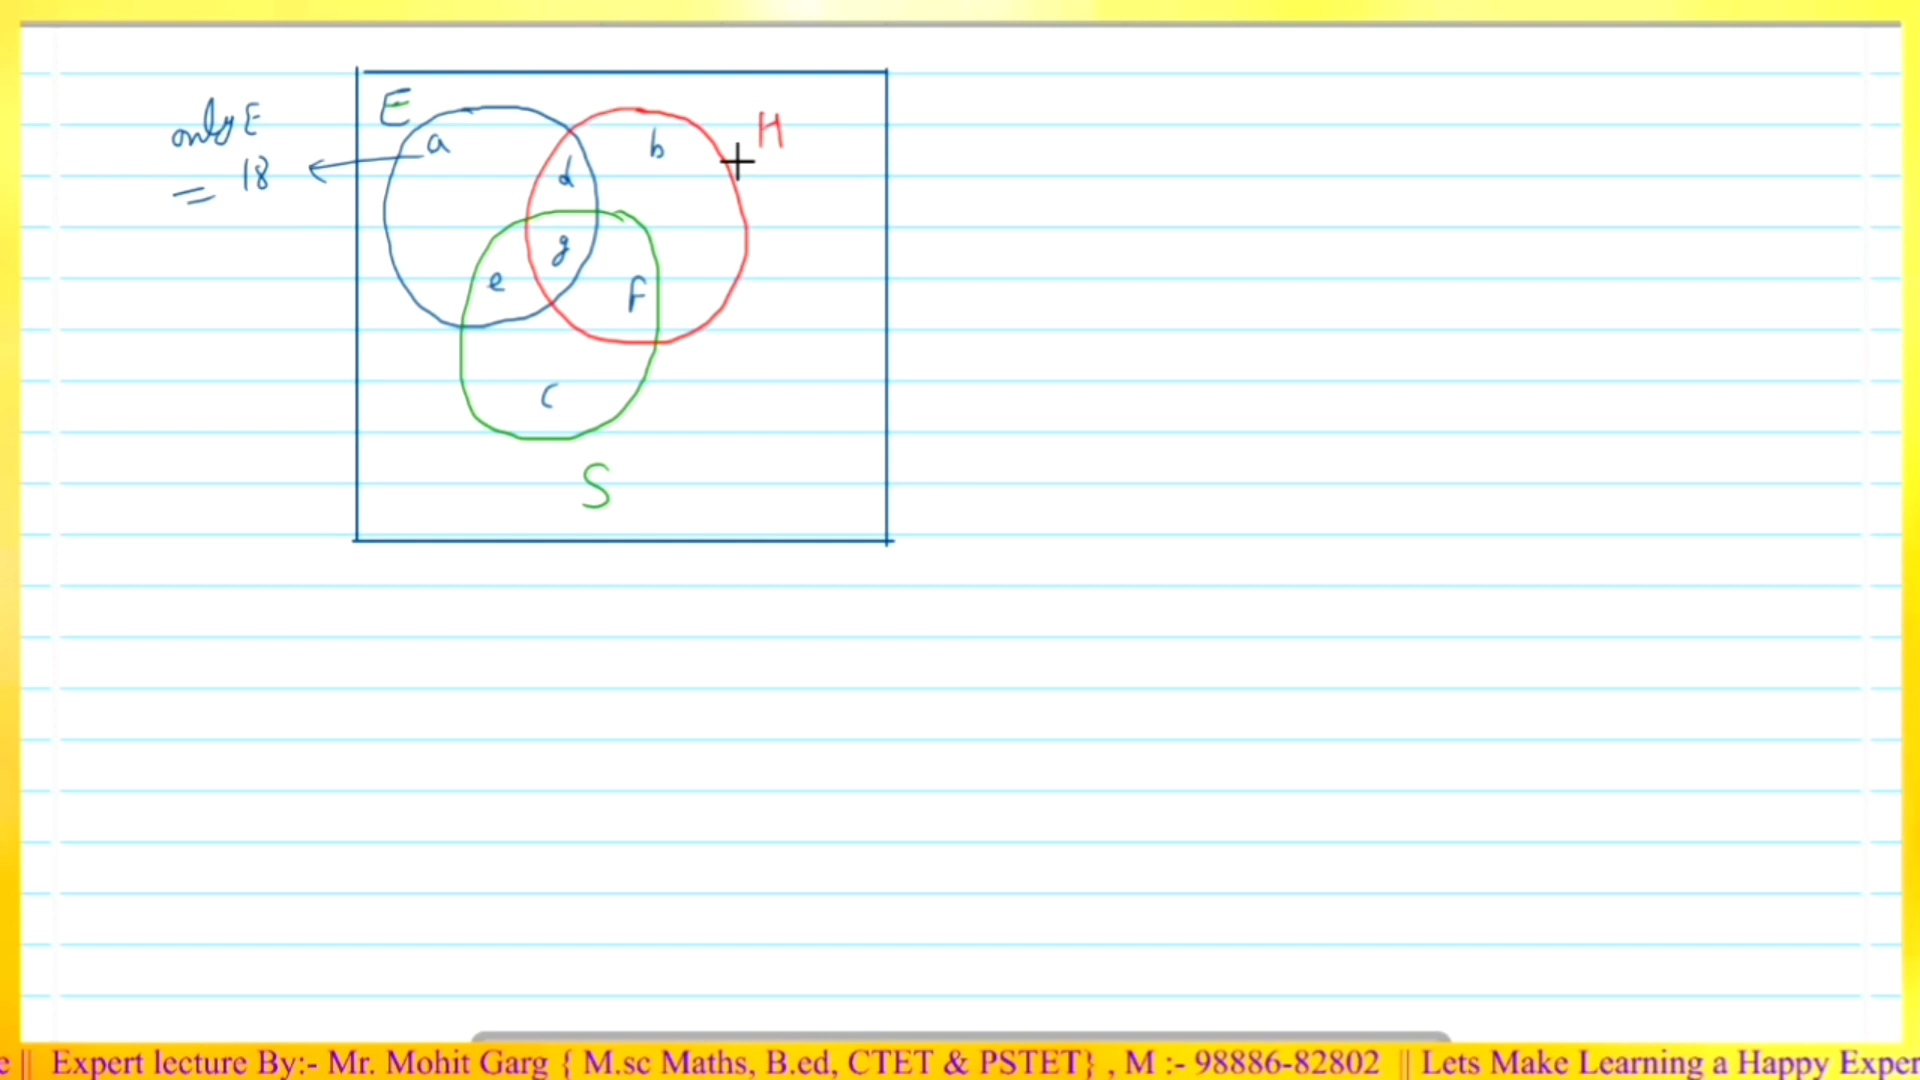 only E
= 18
E
a
d
b
H
g
e
F
c
S
e || Expert lecture By:- Mr. Mohit Garg { M.sc Maths, B.ed, CTET & PSTET} , M :- 98886-82802 || Lets Make Learning a Happy Exper